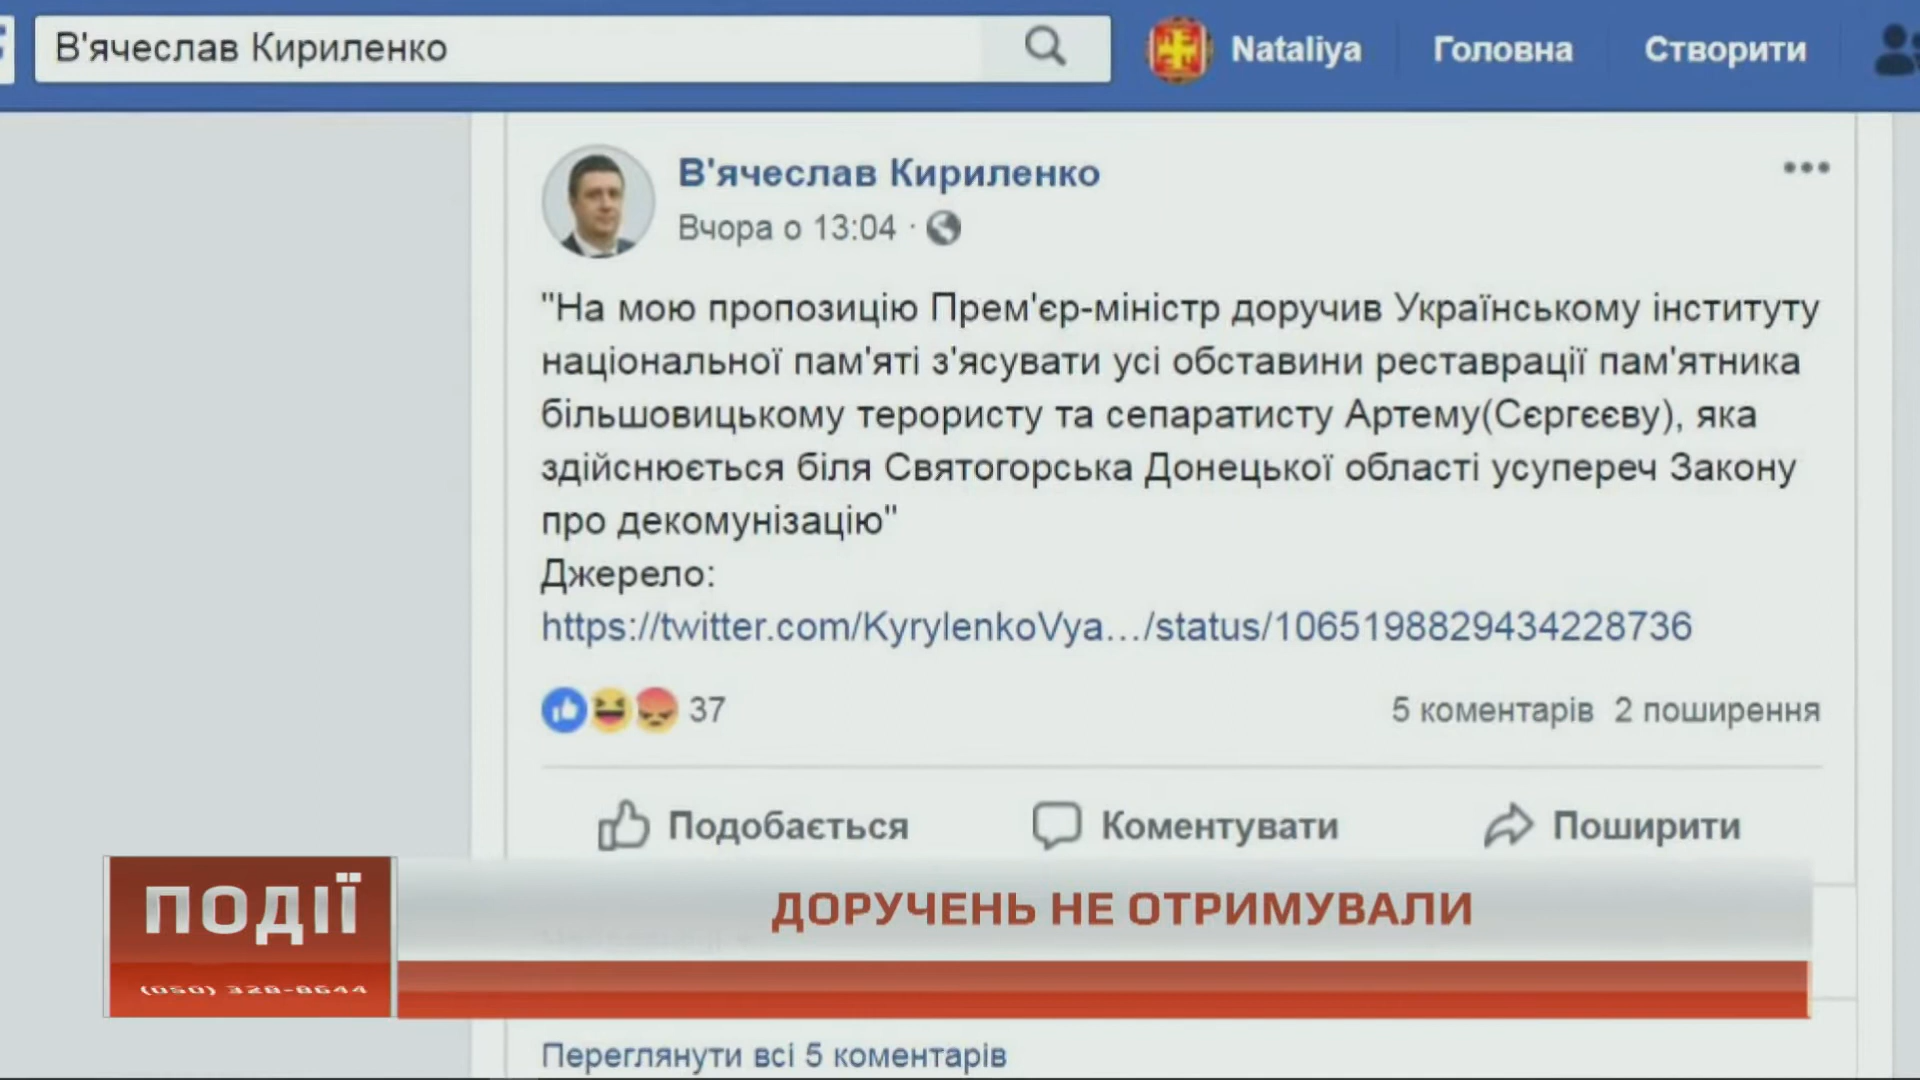 В'ячеслав Кириленко
Nataliya
Головна
Створити
В'ячеслав Кириленко
Вчора о 13:04 ·
"На мою пропозицію Прем'єр-міністр доручив Українському інституту
національної пам'яті з'ясувати усі обставини реставрації пам'ятника
більшовицькому терористу та сепаратисту Артему(Сєргєєву), яка
здійснюється біля Святогорська Донецької області усупереч Закону
про декомунізацію"
Джерело:
https://twitter.com/KyrylenkoVya…/status/1065198829434228736
37
5 коментарів 2 поширення
Подобається
Коментувати
Поширити
ПОДІЇ
(050) 328-8644
ДОРУЧЕНЬ НЕ ОТРИМУВАЛИ
Переглянути всі 5 коментарів